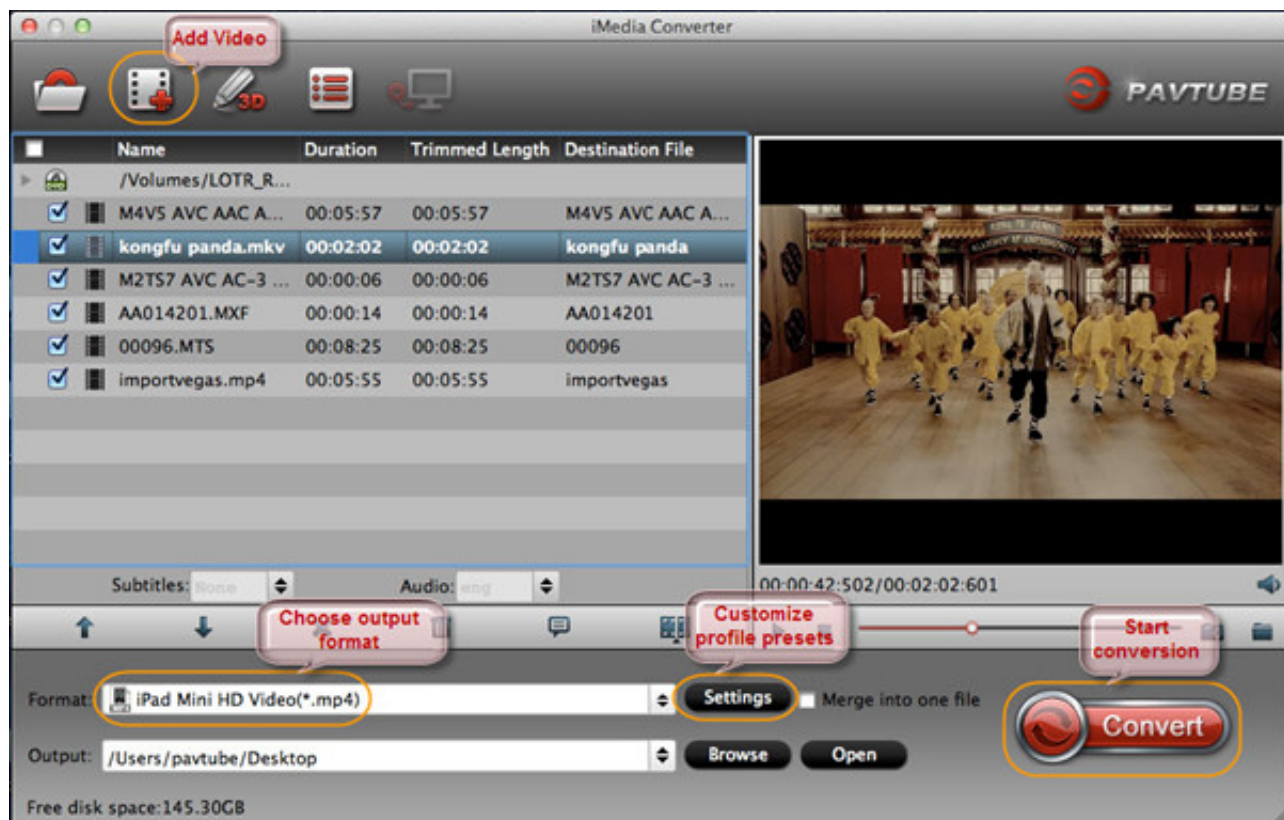 iMedia Converter
Add Video
3D
PAVTUBE
Name Duration Trimmed Length Destination File
/Volumes/LOTR_R...
M4V5 AVC AAC A... 00:05:57 00:05:57 M4V5 AVC AAC A...
kongfu panda.mkv 00:02:02 00:02:02 kongfu panda
M2TS7 AVC AC-3 ... 00:00:06 00:00:06 M2TS7 AVC AC-3 ...
AA014201.MXF 00:00:14 00:00:14 AA014201
00096.MTS 00:08:25 00:08:25 00096
importvegas.mp4 00:05:55 00:05:55 importvegas
Subtitles: None Audio: eng
00:00:42:502/00:02:02:601
Choose output
format
Customize
profile presets
Start
conversion
Format: iPad Mini HD Video(*.mp4) Settings Merge into one file
Convert
Output: /Users/pavtube/Desktop Browse Open
Free disk space:145.30GB